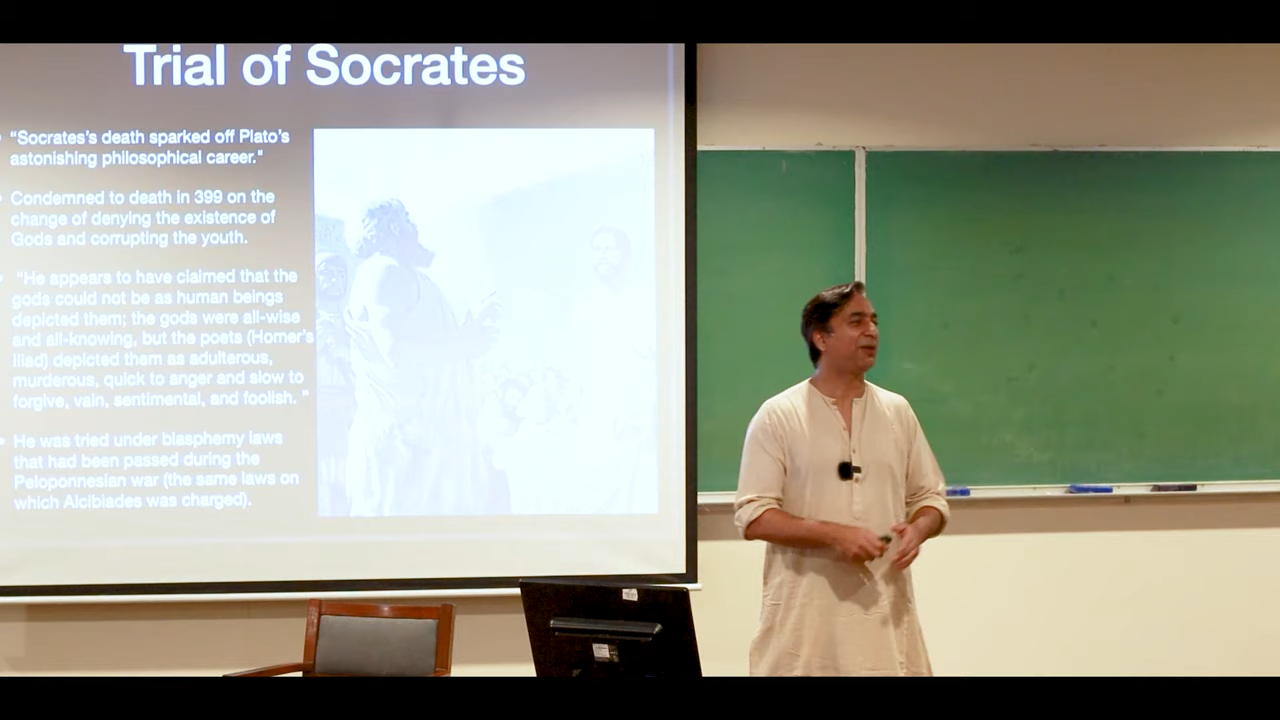 Trial of Socrates
• "Socrates's death sparked off Plato's
astonishing philosophical career."
• Condemned to death in 399 on the
change of denying the existence of
Gods and corrupting the youth.
• "He appears to have claimed that the
gods could not be as human beings
depicted them; the gods were all-wise
and all-knowing, but the poets (Homer's
Iliad) depicted them as adulterous,
murderous, quick to anger and slow to
forgive, vain, sentimental, and foolish. "
• He was tried under blasphemy laws
that had been passed during the
Peloponnesian war (the same laws on
which Alcibiades was charged).